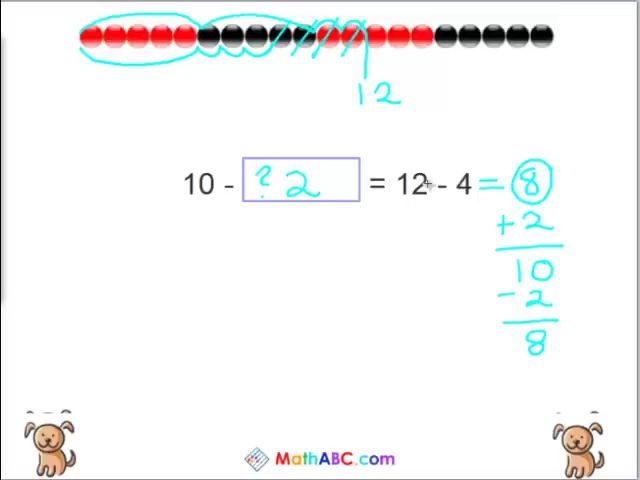 12
10 - ? 2 = 12 - 4 = 8
+ 2
10
- 2
8
MathABC.com